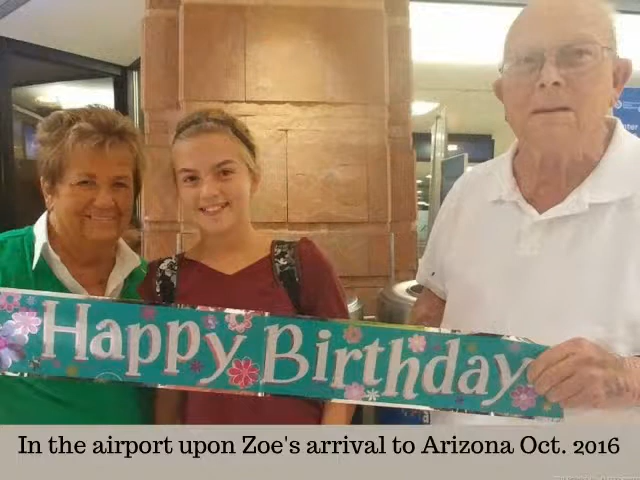 Happy Birthday
In the airport upon Zoe's arrival to Arizona Oct. 2016